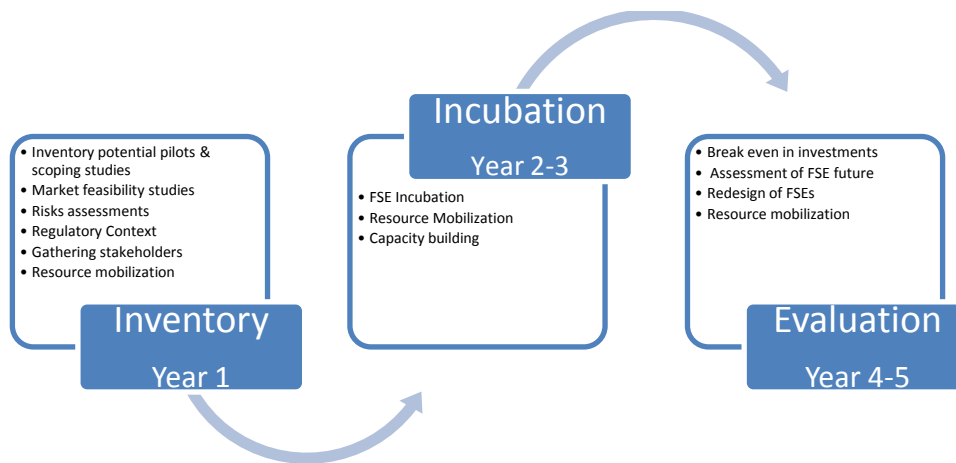 • Inventory potential pilots &
scoping studies
• Market feasibility studies
• Risks assessments
• Regulatory Context
• Gathering stakeholders
• Resource mobilization
Inventory
Year 1
Incubation
Year 2-3
• FSE Incubation
• Resource Mobilization
• Capacity building
• Break even in investments
• Assessment of FSE future
• Redesign of FSEs
• Resource mobilization
Evaluation
Year 4-5